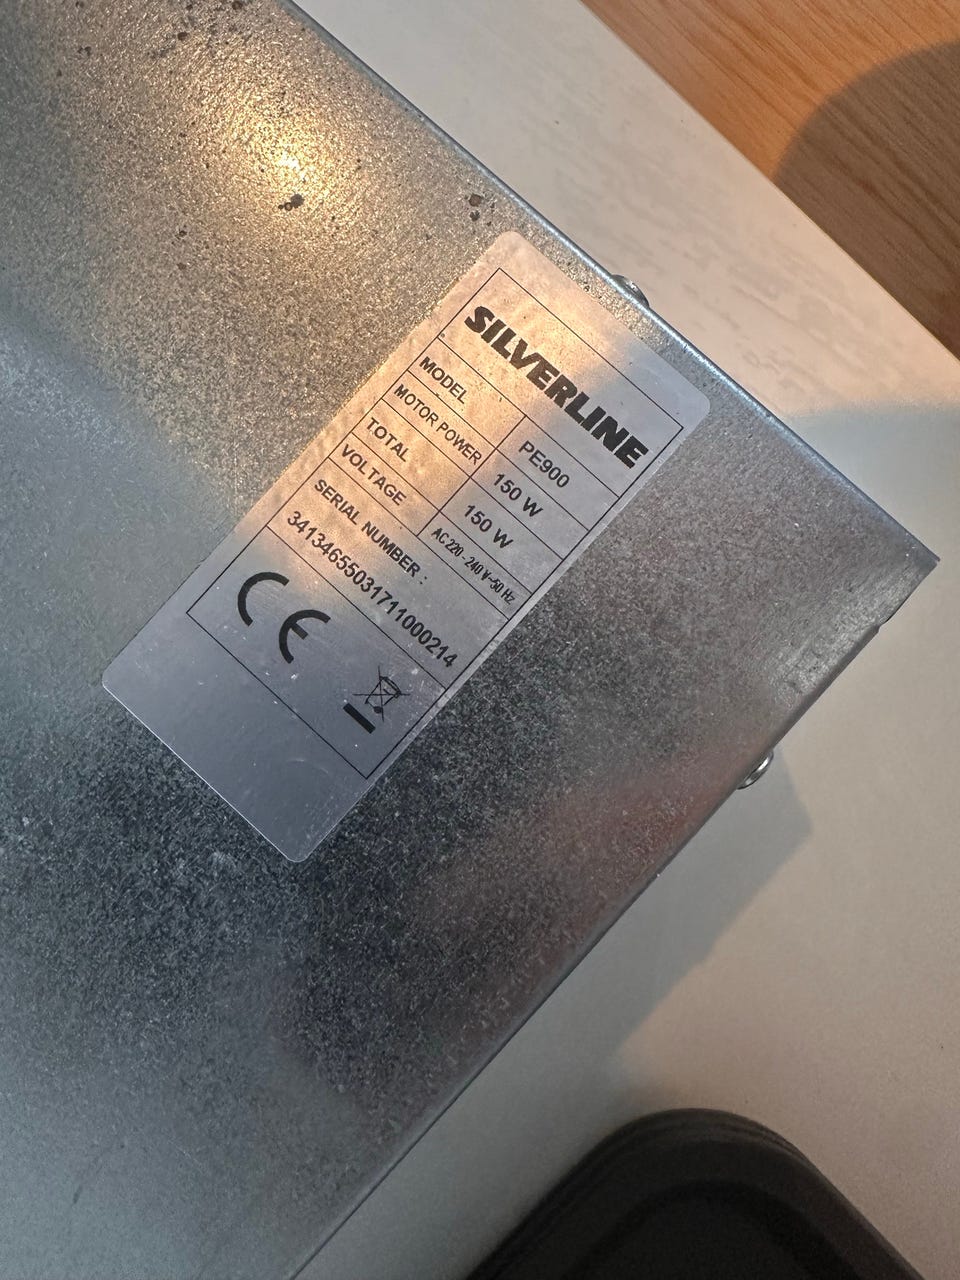 SILVERLINE
MODEL PE900
MOTOR POWER 150 W
TOTAL 150 W
VOLTAGE AC 220 - 240 V~50 Hz
SERIAL NUMBER :
34134655031711000214
CE